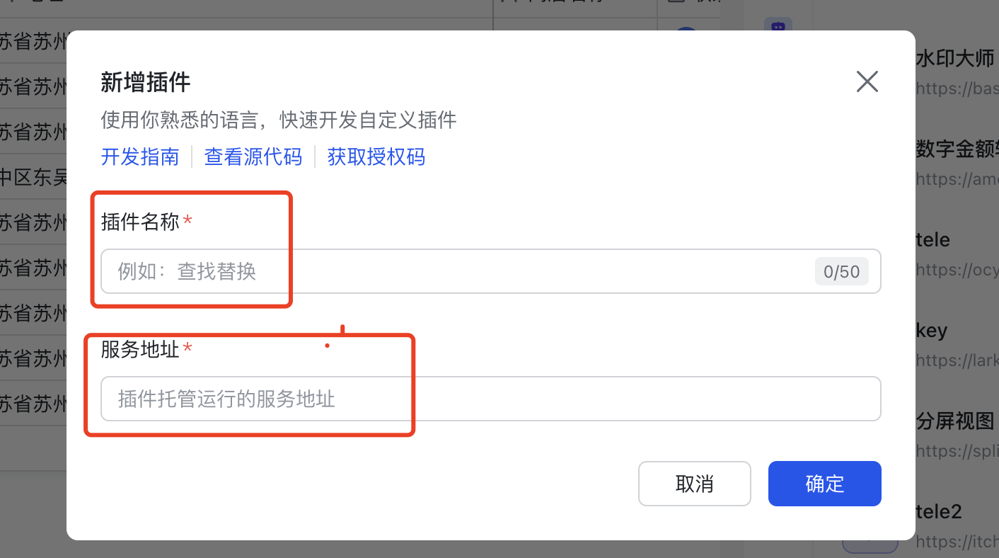 新增插件
使用你熟悉的语言，快速开发自定义插件
开发指南 查看源代码 获取授权码
插件名称*
例如：查找替换 0/50
服务地址*
插件托管运行的服务地址
取消 确定
苏省苏州
苏省苏州
苏省苏州
中区东吴
苏省苏州
苏省苏州
苏省苏州
苏省苏州
苏省苏州
水印大师
https://bas
数字金额
https://am
tele
https://ocy
key
https://lark
分屏视图
https://spli
tele2
https://itch